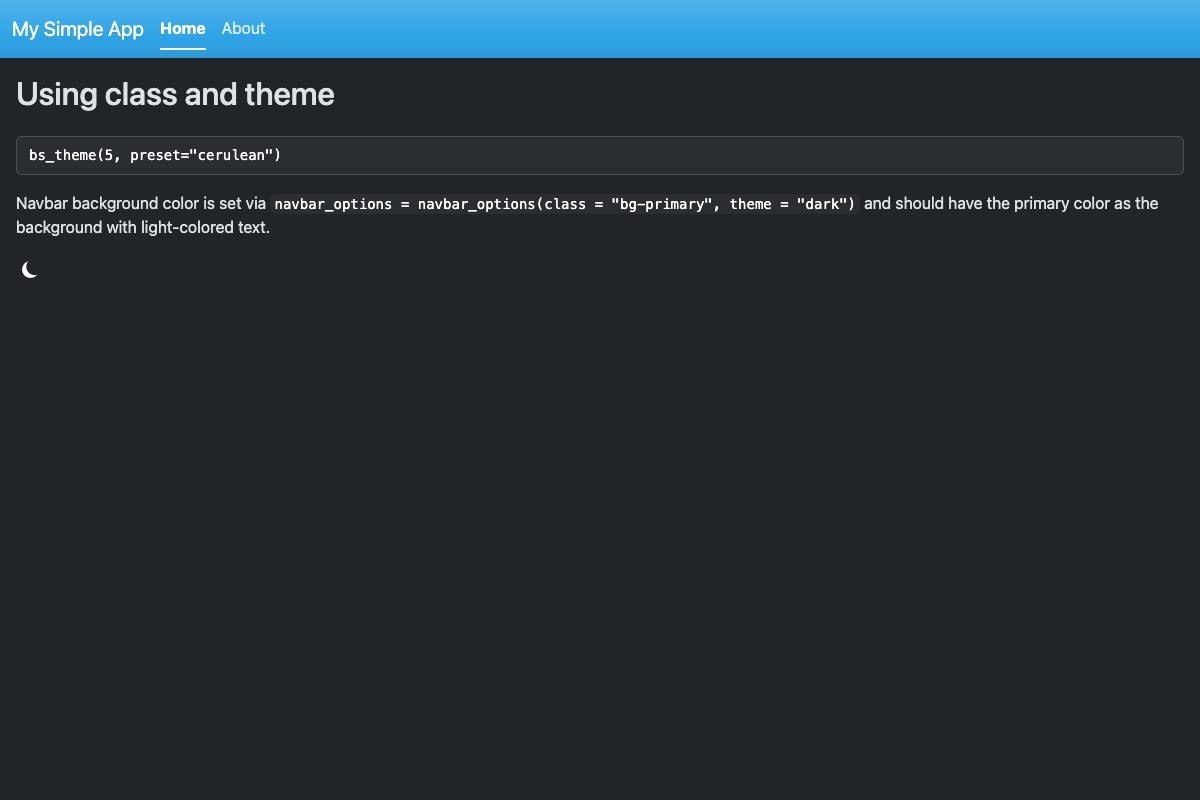 My Simple App Home About
Using class and theme
bs_theme(5, preset="cerulean")
Navbar background color is set via navbar_options = navbar_options(class = "bg-primary", theme = "dark") and should have the primary color as the
background with light-colored text.